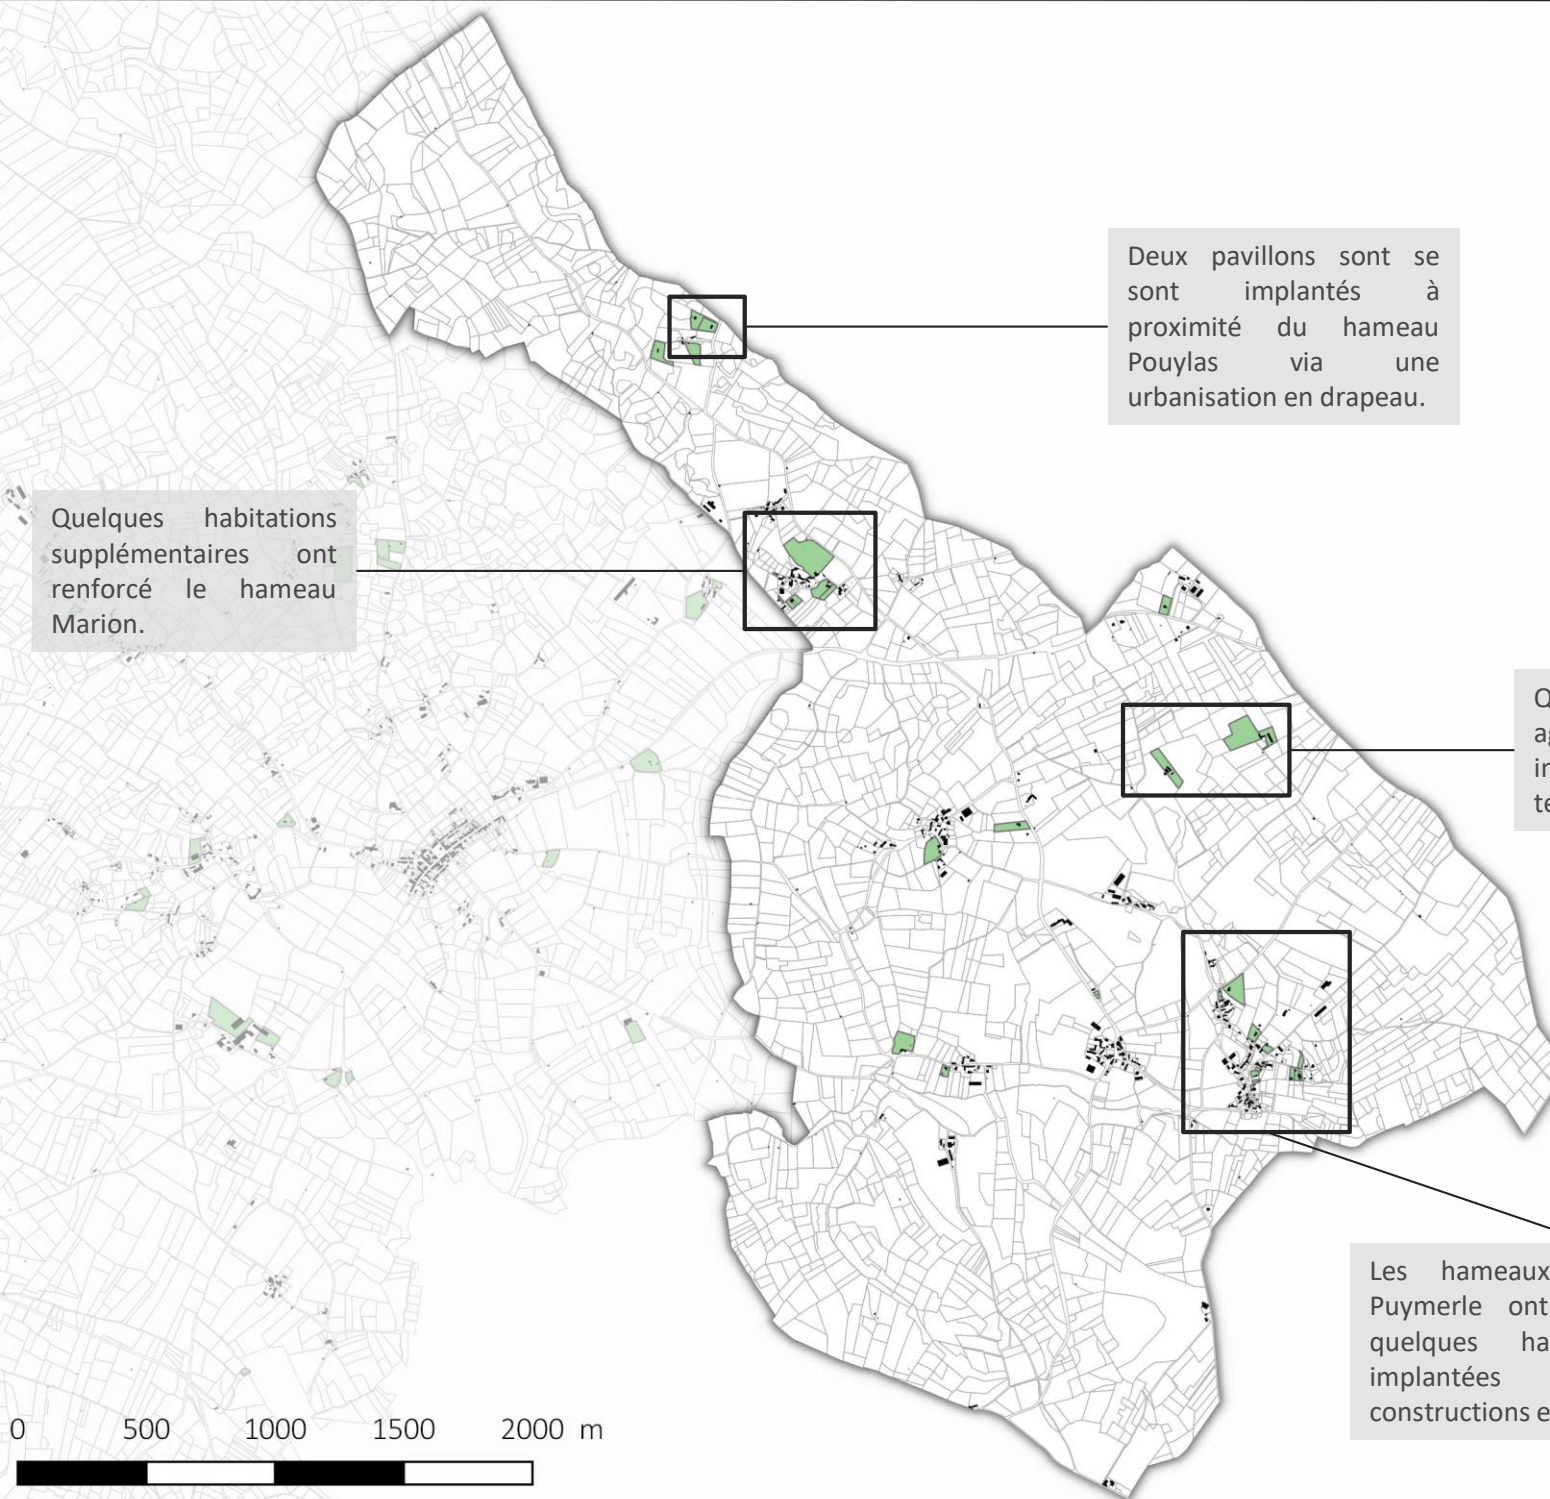 Deux pavillons sont se
sont implantés à
proximité du hameau
Pouylas via une
urbanisation en drapeau.
Quelques habitations
supplémentaires ont
renforcé le hameau
Marion.
Q
ag
in
te
Les hameaux
Puymerle ont
quelques ha
implantées
constructions e
0 500 1000 1500 2000 m